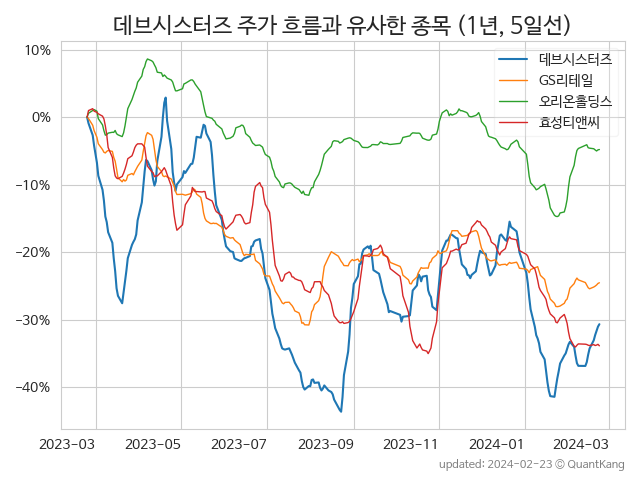 데브시스터즈 주가 흐름과 유사한 종목 (1년, 5일선)
데브시스터즈
GS리테일
오리온홀딩스
효성티앤씨
10%
0%
−10%
−20%
−30%
−40%
2023-03 2023-05 2023-07 2023-09 2023-11 2024-01 2024-03
updated: 2024-02-23 © QuantKang